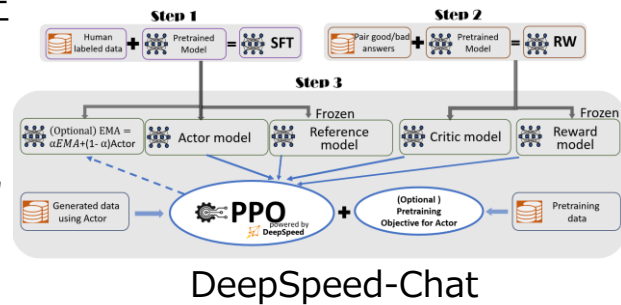 Step 1
Step 2
Human
labeled data
+
Pretrained
Model
=
SFT
Pair good/bad
answers
+
Pretrained
Model
=
RW
Step 3
(Optional) EMA =
αEMA+(1- α)Actor
Actor model
Frozen
Reference
model
Critic model
Frozen
Reward
model
Generated data
using Actor
PPO
powered by
DeepSpeed
+
(Optional )
Pretraining
Objective for Actor
Pretraining
data
DeepSpeed-Chat